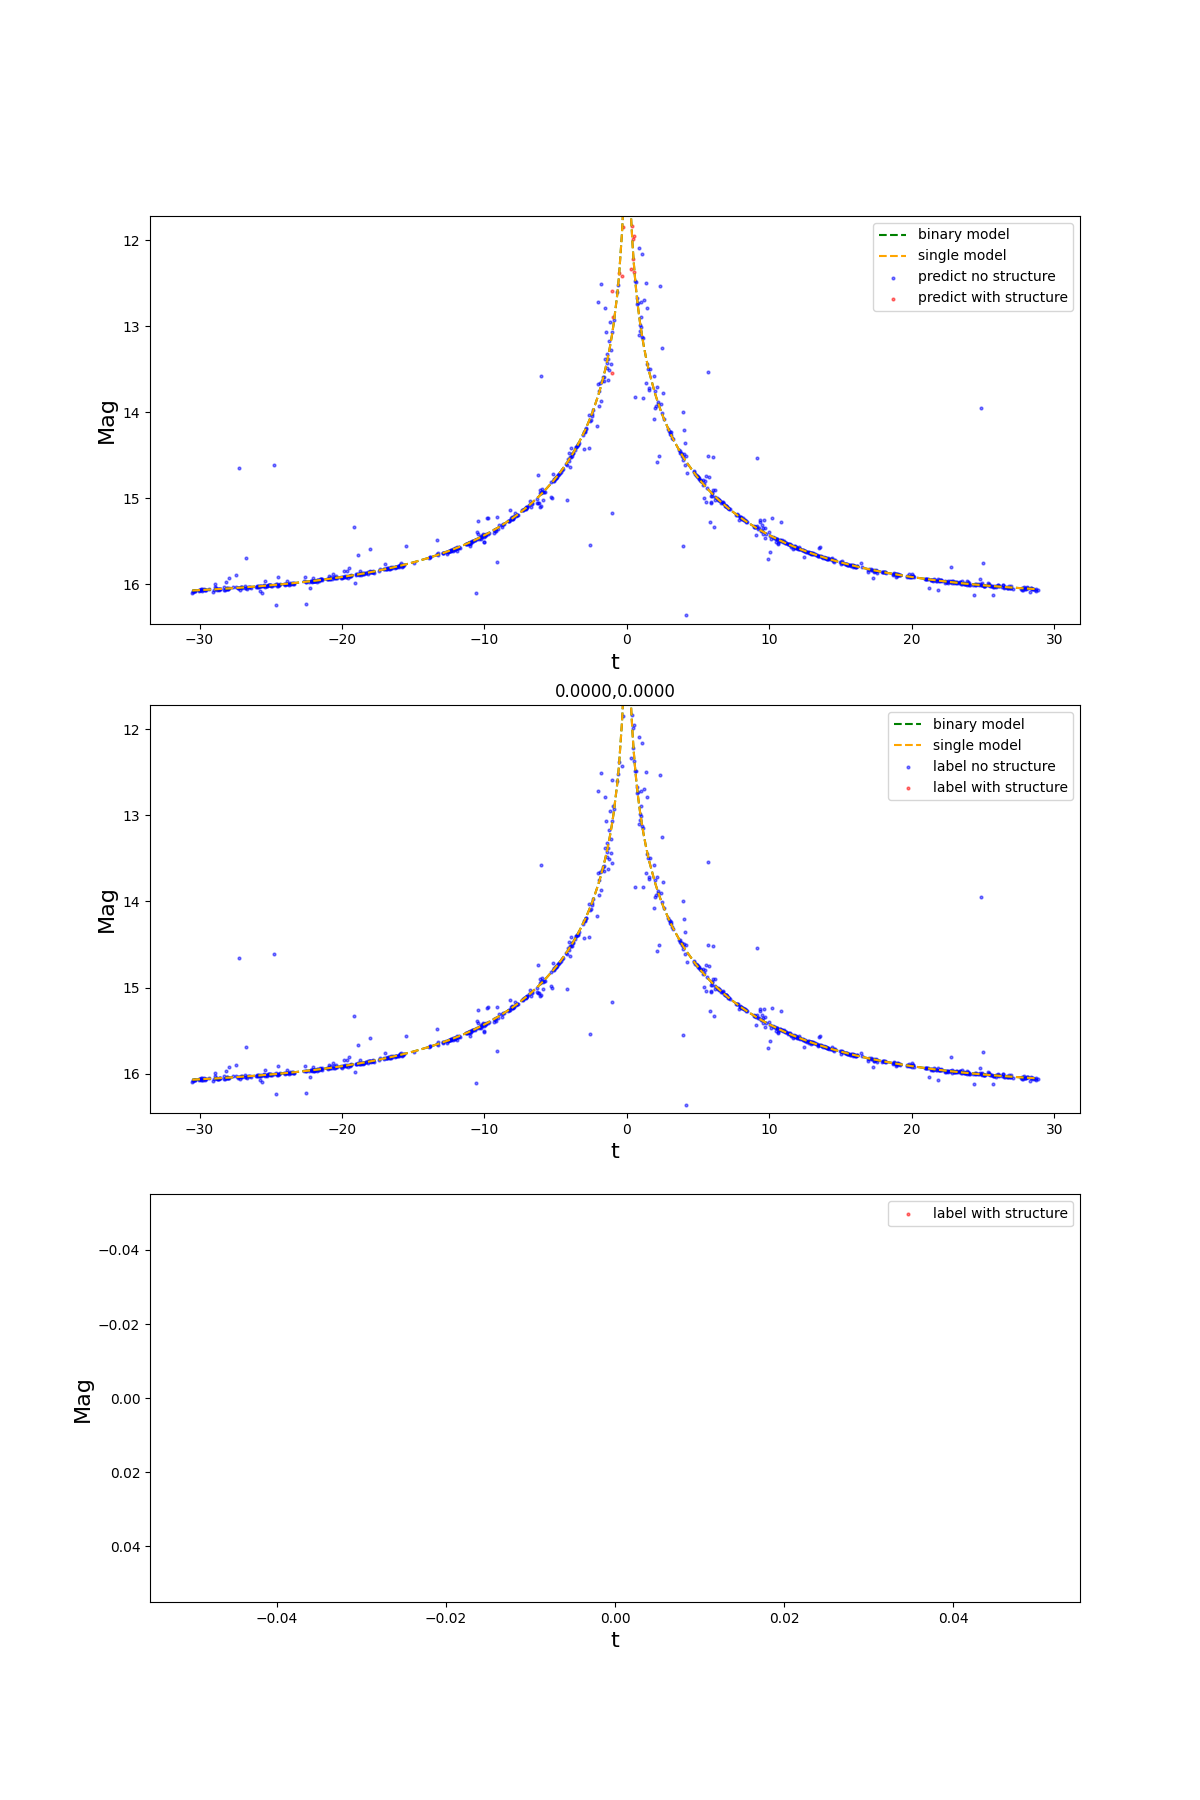 binary model
single model
predict no structure
predict with structure
12
13
14
15
16
Mag
−30
−20
−10
0
10
20
30
t
0.0000,0.0000
binary model
single model
label no structure
label with structure
12
13
14
15
16
Mag
−30
−20
−10
0
10
20
30
t
label with structure
−0.04
−0.02
0.00
0.02
0.04
Mag
−0.04
−0.02
0.00
0.02
0.04
t